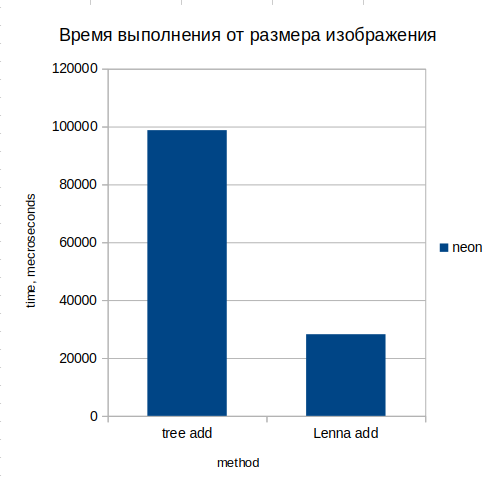 Время выполнения от размера изображения
120000
100000
80000
60000
40000
20000
0
time, mecroseconds
tree add
Lenna add
method
neon